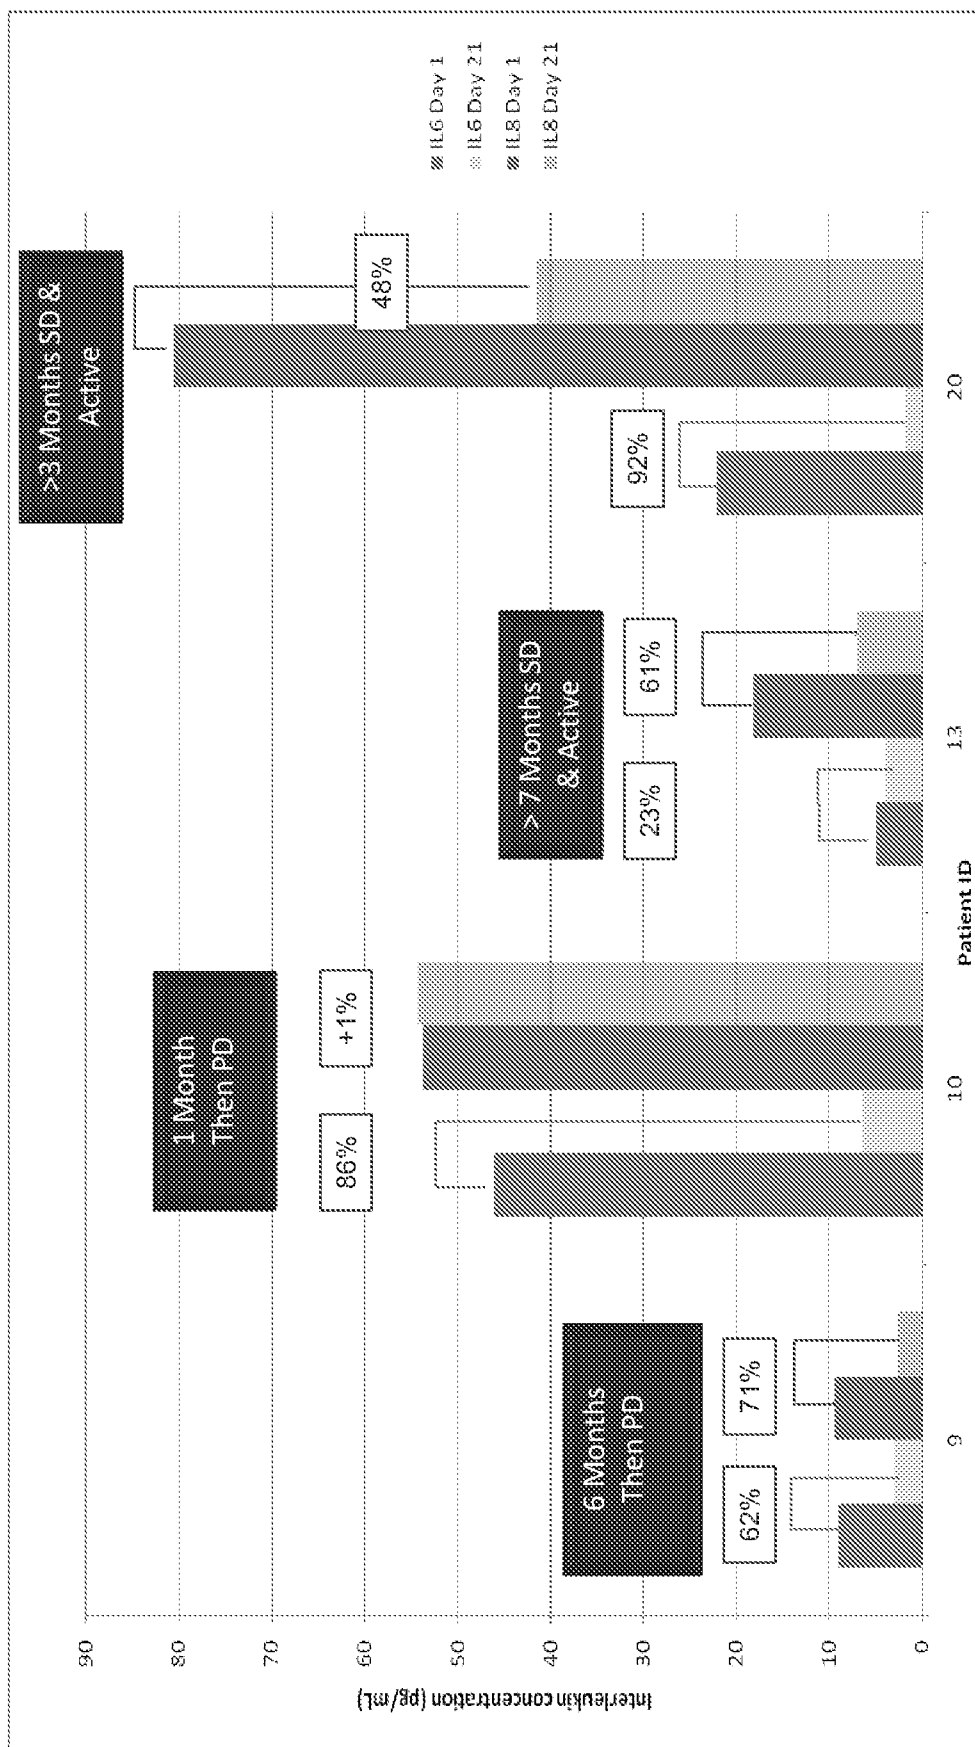 >3 Months SD &
Active
1 Month
Then PD
> 7 Months SD
& Active
6 Months
Then PD
62%
71%
86%
+1%
23%
61%
92%
48%
IL6 Day 1
IL6 Day 21
IL8 Day 1
IL8 Day 21
Interleukin concentration (pg/mL)
90
80
70
60
50
40
30
20
10
0
9
10
13
20
Patient ID